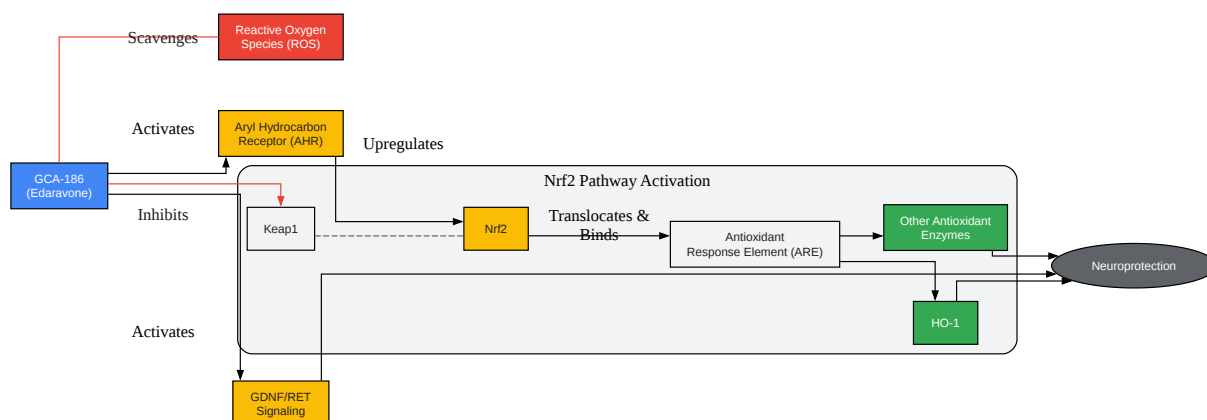 Scavenges
Reactive Oxygen
Species (ROS)
Activates
Aryl Hydrocarbon
Receptor (AHR)
Upregulates
GCA-186
(Edaravone)
Nrf2 Pathway Activation
Inhibits
Keap1
Nrf2
Translocates &
Binds
Antioxidant
Response Element (ARE)
Other Antioxidant
Enzymes
Neuroprotection
HO-1
Activates
GDNF/RET
Signaling